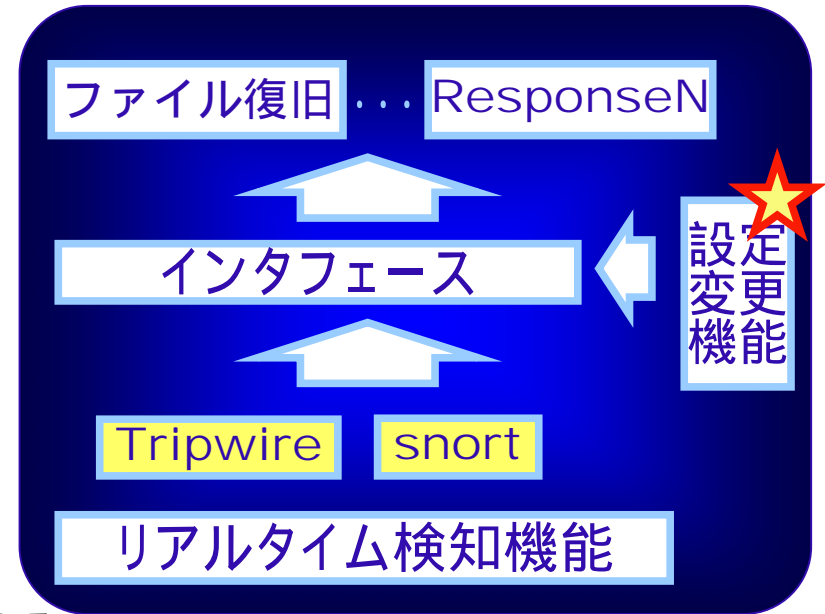 ファイル復旧 ··· ResponseN
インタフェース
設定
変更
機能
Tripwire snort
リアルタイム検知機能